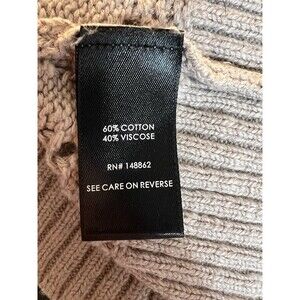 60% COTTON
40% VISCOSE
RN# 148862
SEE CARE ON REVERSE